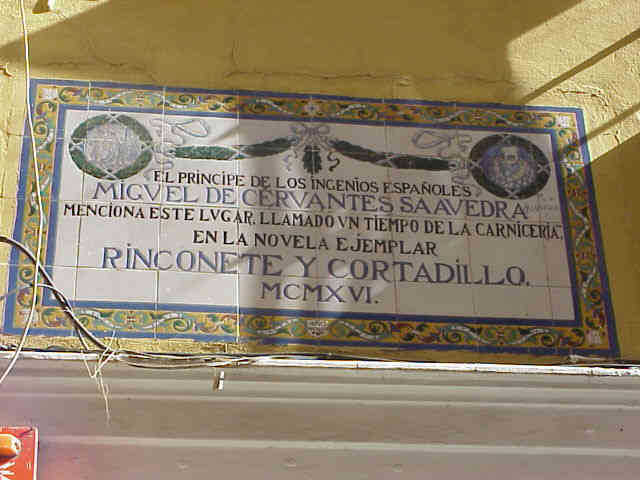 EL PRINCIPE DE LOS INGENIOS ESPAÑOLES
MIGVEL DE CERVANTES SAAVEDRA
MENCIONA ESTE LVGAR, LLAMADO VN TIEMPO DE LA CARNICERÍA,
EN LA NOVELA EJEMPLAR
RINCONETE Y CORTADILLO.
MCMXVI.